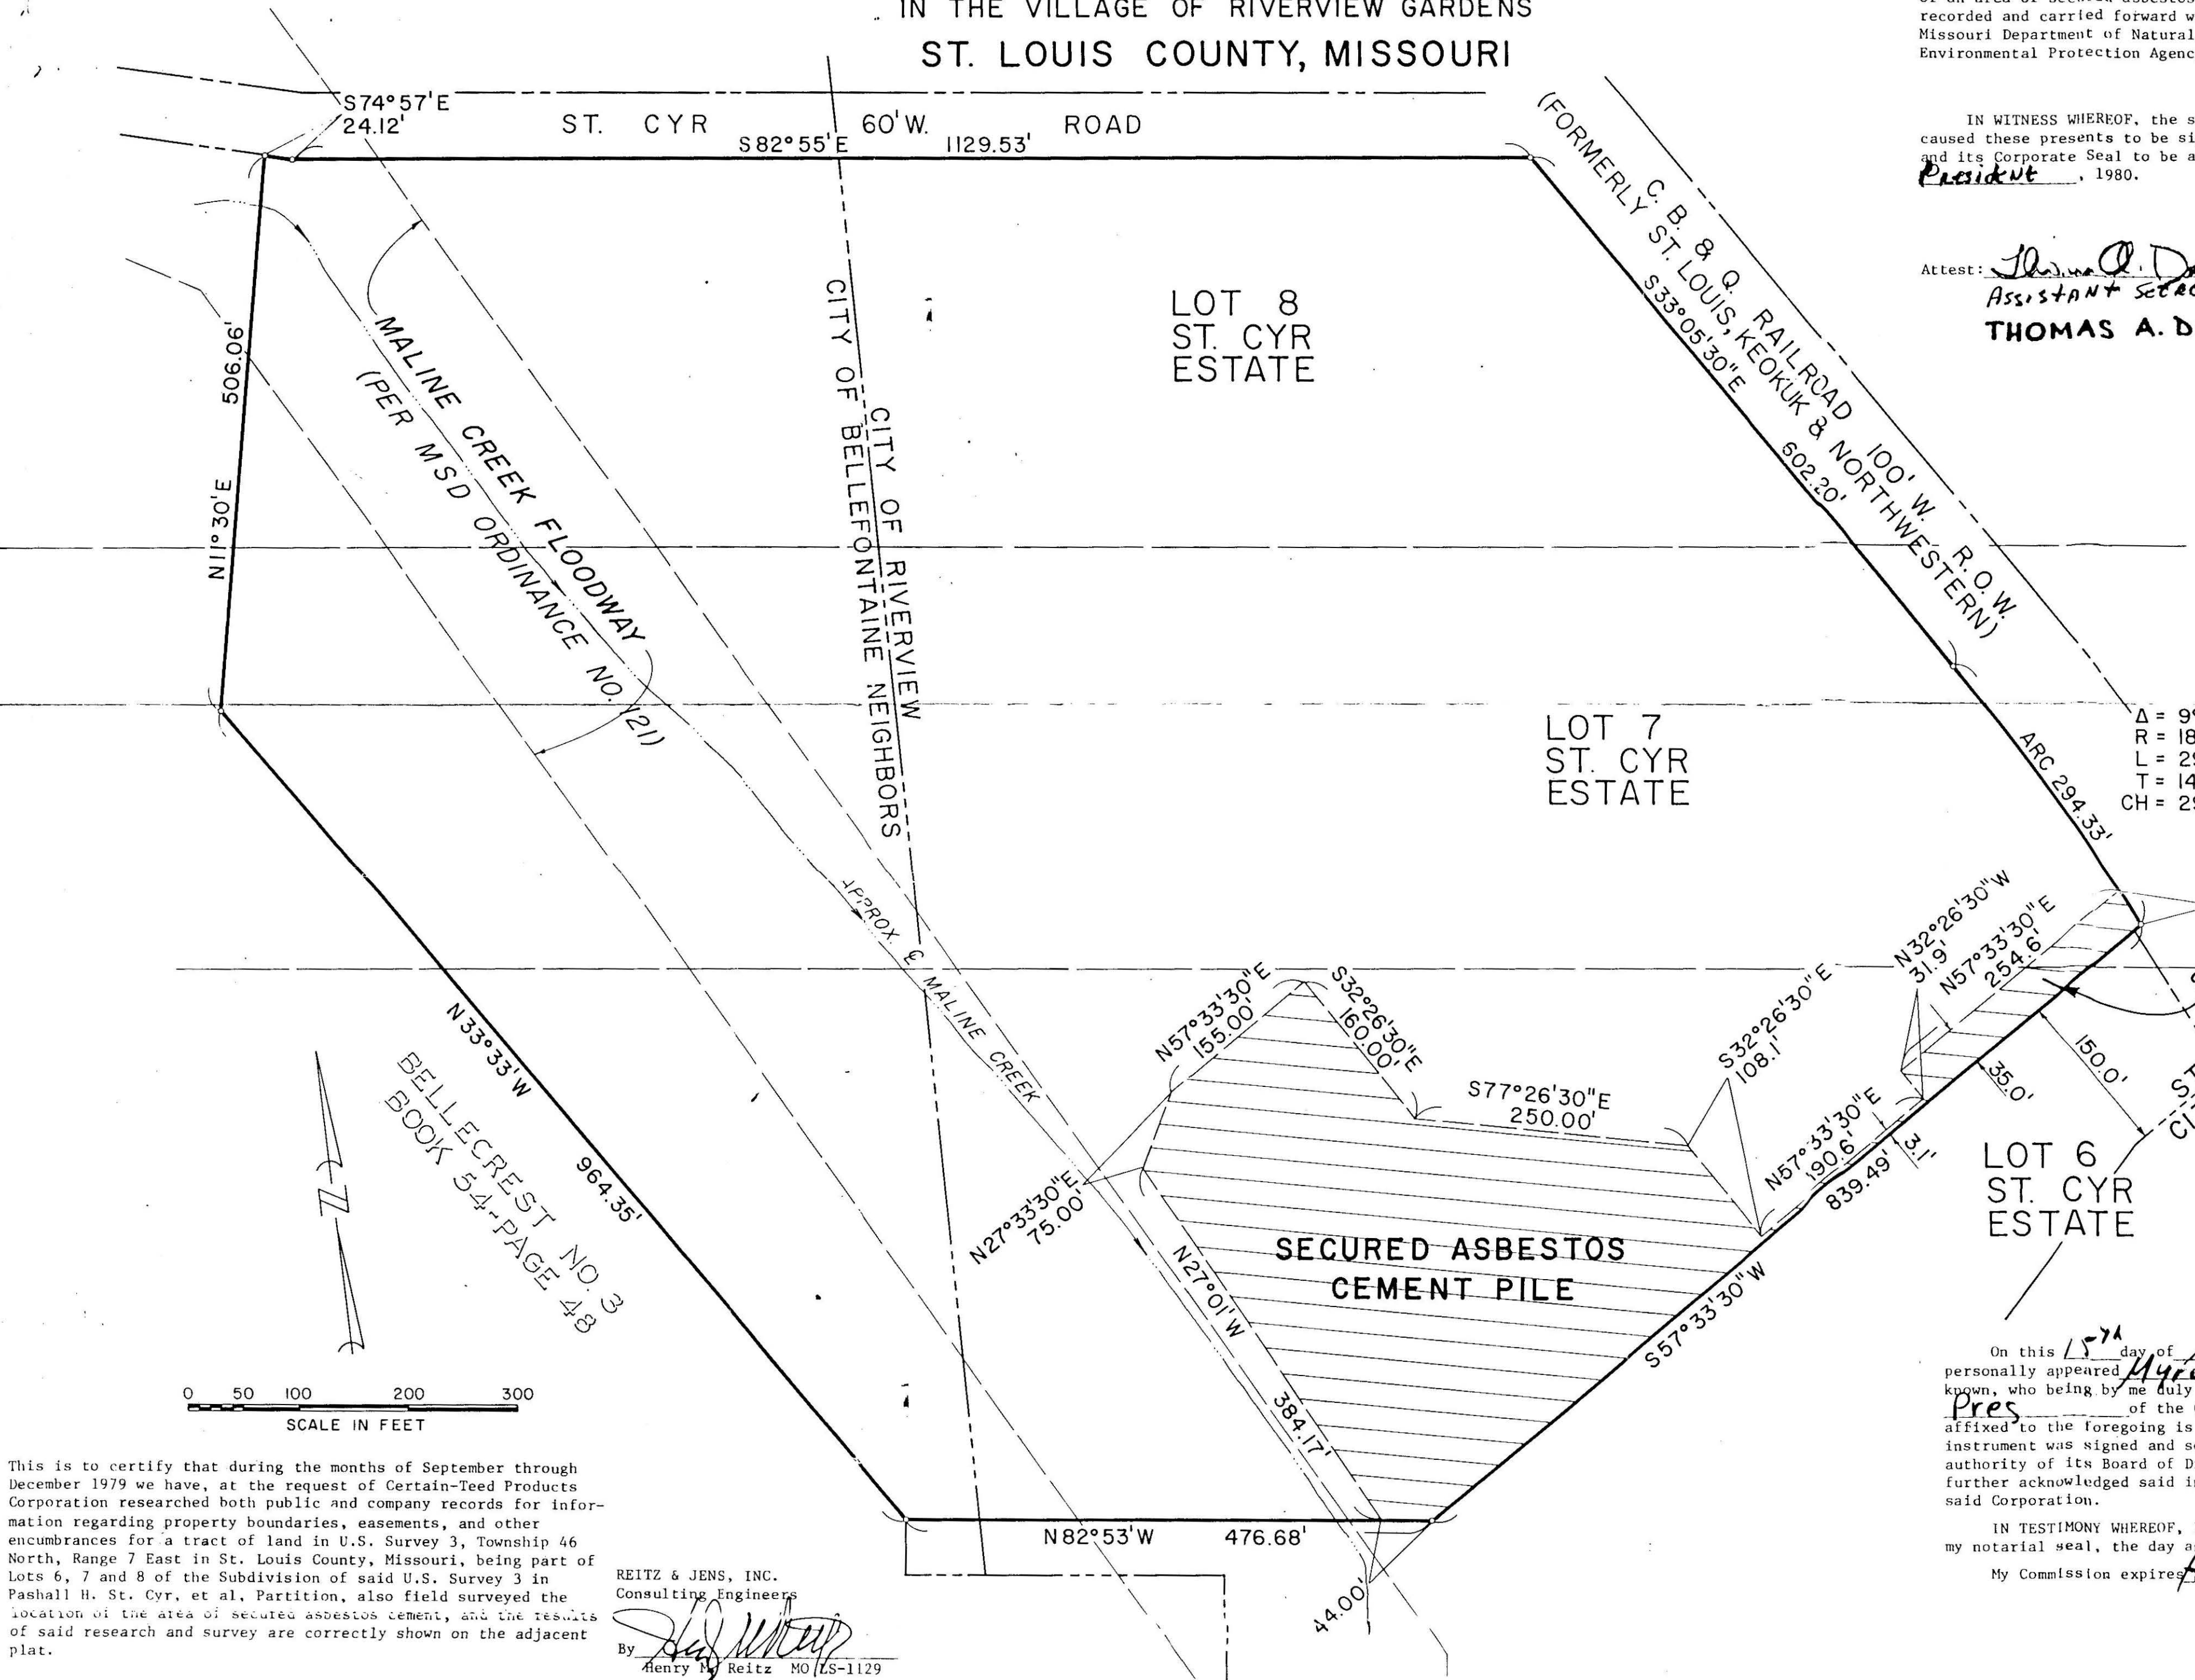 IN THE VILLAGE OF RIVERVIEW GARDENS
ST. LOUIS COUNTY, MISSOURI
recorded and carried forward w
Missouri Department of Natural
Environmental Protection Agenc
IN WITNESS WHEREOF, the s
caused these presents to be si
and its Corporate Seal to be a
President, 1980.
Attest:
Assistant Secre
THOMAS A. D
S74°57'E
24.12'
ST. CYR 60'W. ROAD
S82°55'E 1129.53'
(FORMERLY ST. LOUIS, KEOKUK & NORTHWESTERN)
C. B. & Q. RAILROAD 100' W. R.O.W.
S33°05'30"E 602.20'
N1°30'E 506.06'
MALINE CREEK FLOODWAY
(PER MSD ORDINANCE NO. 121)
CITY OF BELLEFONTAINE NEIGHBORS
CITY OF RIVERVIEW
LOT 8
ST. CYR
ESTATE
LOT 7
ST. CYR
ESTATE
ARC 294.33'
Δ = 9°
R = 18
L = 29
T = 14
CH = 29
APPROX. ℄ MALINE CREEK
N33°33'W 964.35'
BELLECREST NO. 3
BOOK 54-PAGE 48
N
N57°33'30"E
155.00'
S32°26'30"E
160.00'
S77°26'30"E
250.00'
S32°26'30"E
108.1'
N32°26'30"W
31.9'
N57°33'30"E
254.6'
N57°33'30"E
190.6'
839.49'
3.1'
35.0'
150.0'
N27°33'30"E
75.00'
N27°01'W 384.17'
SECURED ASBESTOS
CEMENT PILE
S57°33'30"W
LOT 6
ST. CYR
ESTATE
N82°53'W 476.68'
44.00'
0 50 100 200 300
SCALE IN FEET
This is to certify that during the months of September through
December 1979 we have, at the request of Certain-Teed Products
Corporation researched both public and company records for infor-
mation regarding property boundaries, easements, and other
encumbrances for a tract of land in U.S. Survey 3, Township 46
North, Range 7 East in St. Louis County, Missouri, being part of
Lots 6, 7 and 8 of the Subdivision of said U.S. Survey 3 in
Pashall H. St. Cyr, et al, Partition, also field surveyed the
location of the area of secured asbestos cement, and the results
of said research and survey are correctly shown on the adjacent
plat.
REITZ & JENS, INC.
Consulting Engineers
By
Henry M. Reitz MO LS-1129
On this 15th day of
personally appeared
known, who being by me duly
Pres of the
affixed to the foregoing is
instrument was signed and se
authority of its Board of D
further acknowledged said i
said Corporation.
IN TESTIMONY WHEREOF,
my notarial seal, the day a
My Commission expires